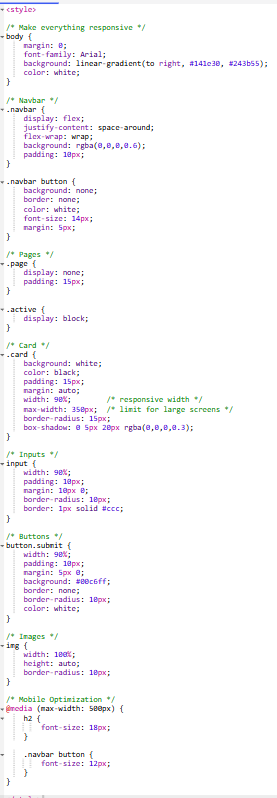 <style>
/* Make everything responsive */
body {
margin: 0;
font-family: Arial;
background: linear-gradient(to right, #141e30, #243b55);
color: white;
}
/* Navbar */
.navbar {
display: flex;
justify-content: space-around;
flex-wrap: wrap;
background: rgba(0,0,0,0.6);
padding: 10px;
}
.navbar button {
background: none;
border: none;
color: white;
font-size: 14px;
margin: 5px;
}
/* Pages */
.page {
display: none;
padding: 15px;
}
.active {
display: block;
}
/* Card */
.card {
background: white;
color: black;
padding: 15px;
margin: auto;
width: 90%; /* responsive width */
max-width: 350px; /* limit for large screens */
border-radius: 15px;
box-shadow: 0 5px 20px rgba(0,0,0,0.3);
}
/* Inputs */
input {
width: 90%;
padding: 10px;
margin: 10px 0;
border-radius: 10px;
border: 1px solid #ccc;
}
/* Buttons */
button.submit {
width: 90%;
padding: 10px;
margin: 5px 0;
background: #00c6ff;
border: none;
border-radius: 10px;
color: white;
}
/* Images */
img {
width: 100%;
height: auto;
border-radius: 10px;
}
/* Mobile Optimization */
@media (max-width: 500px) {
h2 {
font-size: 18px;
}
.navbar button {
font-size: 12px;
}
}